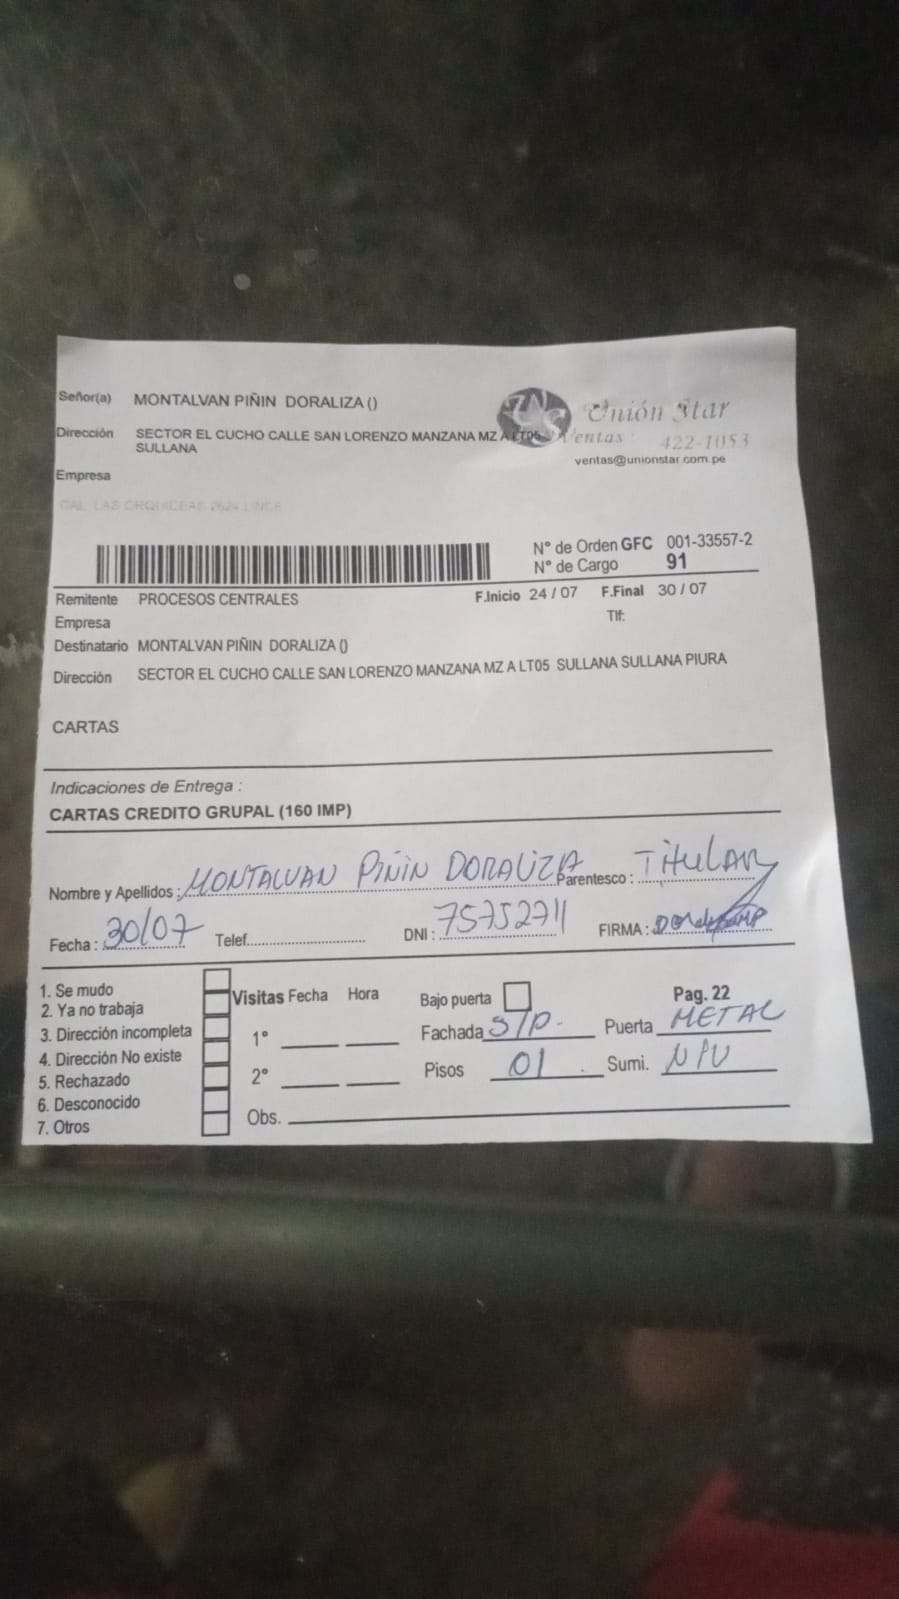 Señor(a) MONTALVAN PIÑIN DORALIZA ()
Unión Star
Dirección SECTOR EL CUCHO CALLE SAN LORENZO MANZANA MZ A LT05
SULLANA
Ventas : 422-1053
ventas@unionstar.com.pe
Empresa
CAL. LAS ORQUIDEAS 2624 LINCE
N° de Orden GFC 001-33557-2
N° de Cargo 91
Remitente PROCESOS CENTRALES F.Inicio 24 / 07 F.Final 30 / 07
Empresa Tlf:
Destinatario MONTALVAN PIÑIN DORALIZA ()
Dirección SECTOR EL CUCHO CALLE SAN LORENZO MANZANA MZ A LT05 SULLANA SULLANA PIURA
CARTAS
Indicaciones de Entrega :
CARTAS CREDITO GRUPAL (160 IMP)
Nombre y Apellidos : MONTALVAN PIÑIN DORALIZA Parentesco : TITULAR
Fecha : 30/07 Telef. DNI : 75752711 FIRMA :
1. Se mudo
2. Ya no trabaja
3. Dirección incompleta
4. Dirección No existe
5. Rechazado
6. Desconocido
7. Otros
Visitas Fecha Hora Bajo puerta Pag. 22
1° Fachada S/P. Puerta METAL
2° Pisos 01 Sumi. N/V
Obs.